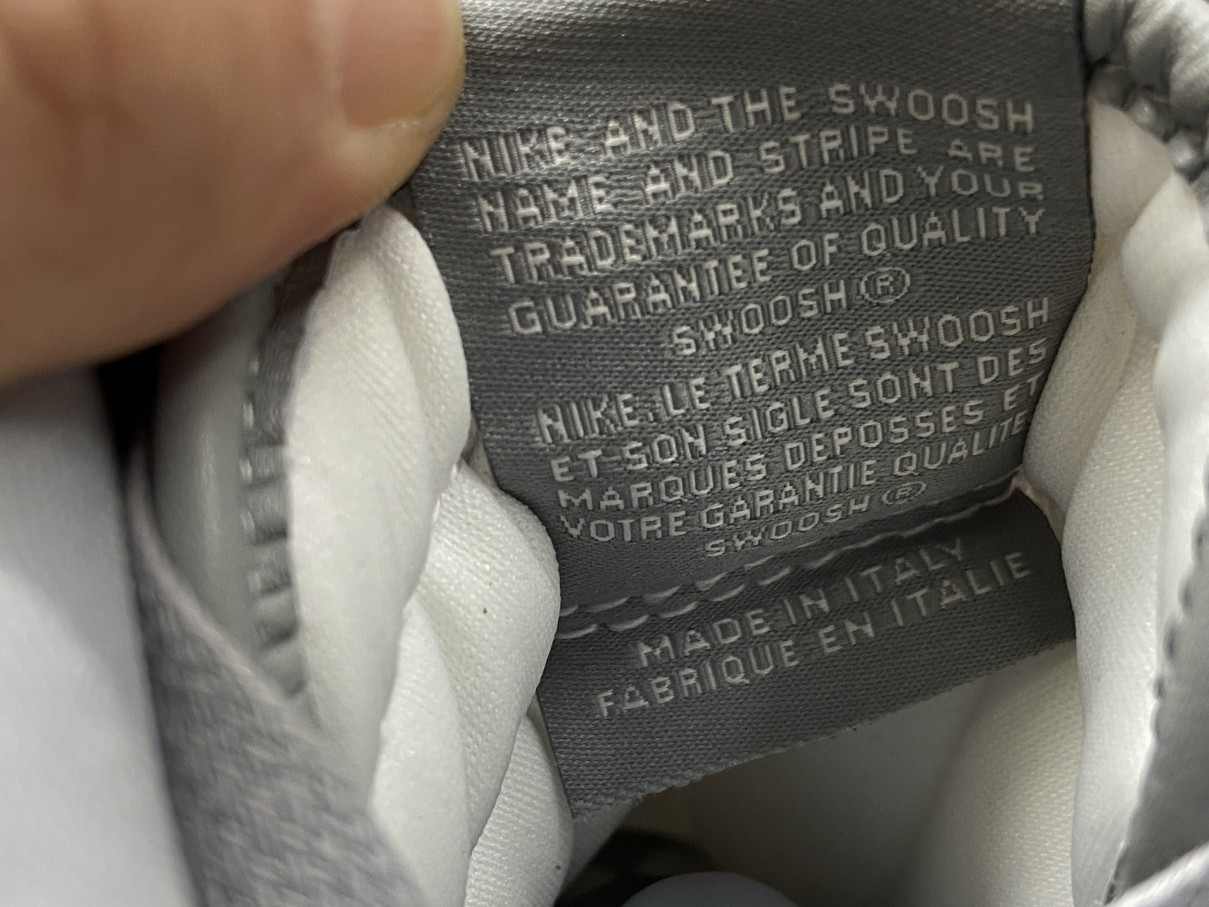 NIKE AND THE SWOOSH
NAME AND STRIPE ARE
TRADEMARKS AND YOUR
GUARANTEE OF QUALITY
SWOOSH ®
NIKE, LE TERME SWOOSH
ET SON SIGLE SONT DES
MARQUES DEPOSSES ET
VOTRE GARANTIE QUALITE
SWOOSH ®
MADE IN ITALY
FABRIQUE EN ITALIE